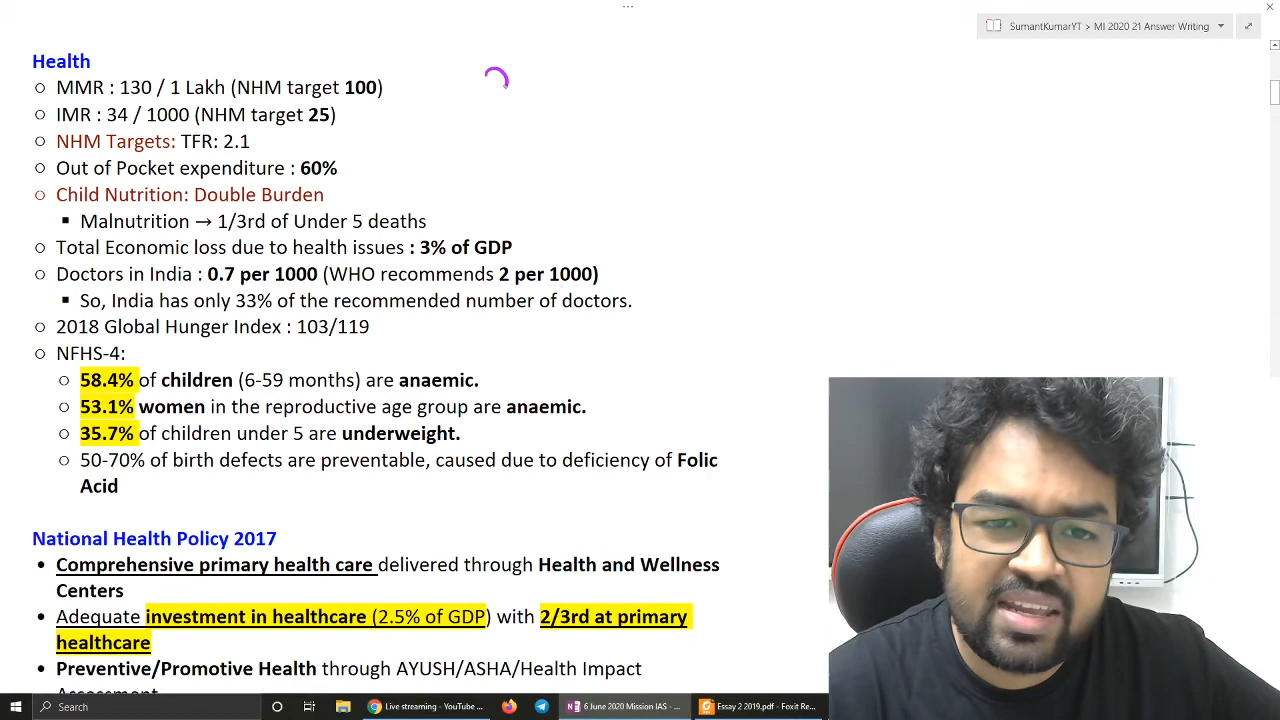 ...
SumantKumarYT > MI 2020 21 Answer Writing
Health
MMR : 130 / 1 Lakh (NHM target 100)
IMR : 34 / 1000 (NHM target 25)
NHM Targets: TFR: 2.1
Out of Pocket expenditure : 60%
Child Nutrition: Double Burden
Malnutrition → 1/3rd of Under 5 deaths
Total Economic loss due to health issues : 3% of GDP
Doctors in India : 0.7 per 1000 (WHO recommends 2 per 1000)
So, India has only 33% of the recommended number of doctors.
2018 Global Hunger Index : 103/119
NFHS-4:
58.4% of children (6-59 months) are anaemic.
53.1% women in the reproductive age group are anaemic.
35.7% of children under 5 are underweight.
50-70% of birth defects are preventable, caused due to deficiency of Folic
Acid
National Health Policy 2017
Comprehensive primary health care delivered through Health and Wellness
Centers
Adequate investment in healthcare (2.5% of GDP) with 2/3rd at primary
healthcare
Preventive/Promotive Health through AYUSH/ASHA/Health Impact
Assessment
Search
Live streaming - YouTube ...
6 June 2020 Mission IAS - ...
Essay 2 2019.pdf - Foxit Re...